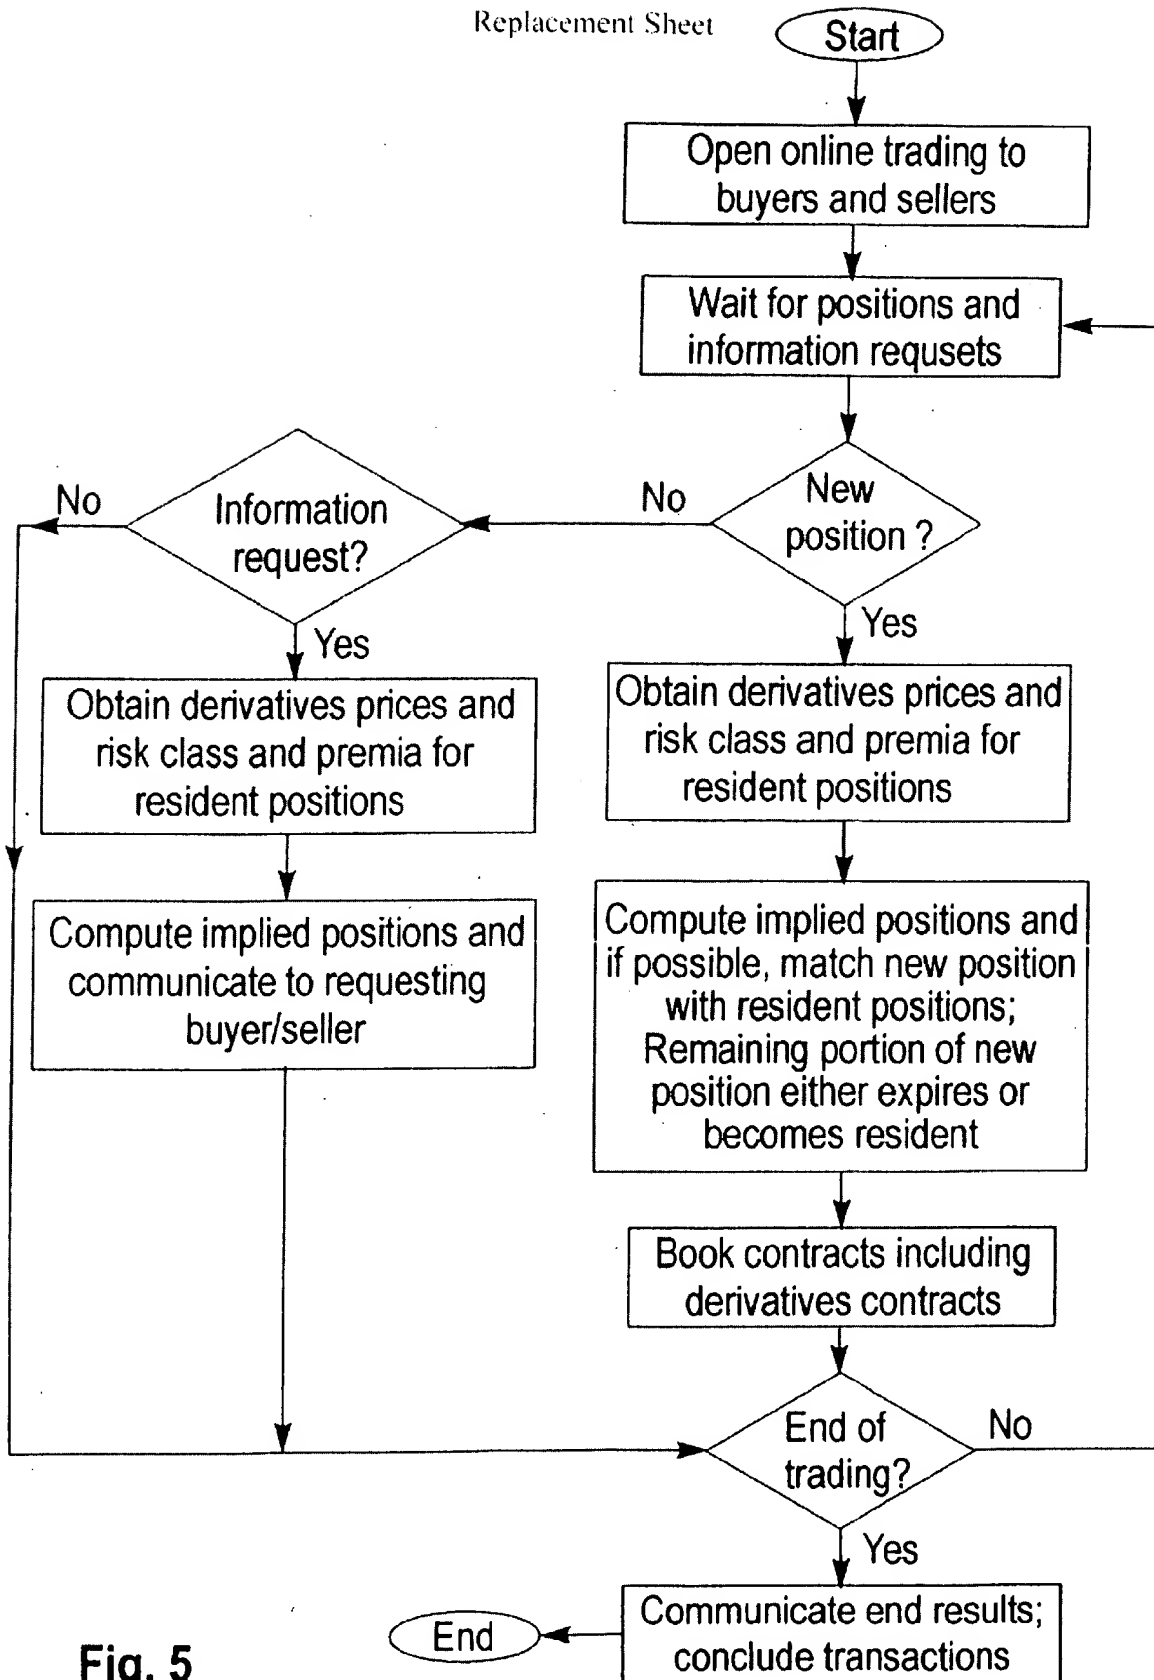 Replacement Sheet
Start
Open online trading to
buyers and sellers
Wait for positions and
information requsets
New
position ?
No
Yes
Information
request?
No
Yes
Obtain derivatives prices and
risk class and premia for
resident positions
Compute implied positions and
communicate to requesting
buyer/seller
Obtain derivatives prices and
risk class and premia for
resident positions
Compute implied positions and
if possible, match new position
with resident positions;
Remaining portion of new
position either expires or
becomes resident
Book contracts including
derivatives contracts
End of
trading?
No
Yes
Communicate end results;
conclude transactions
End
Fig. 5